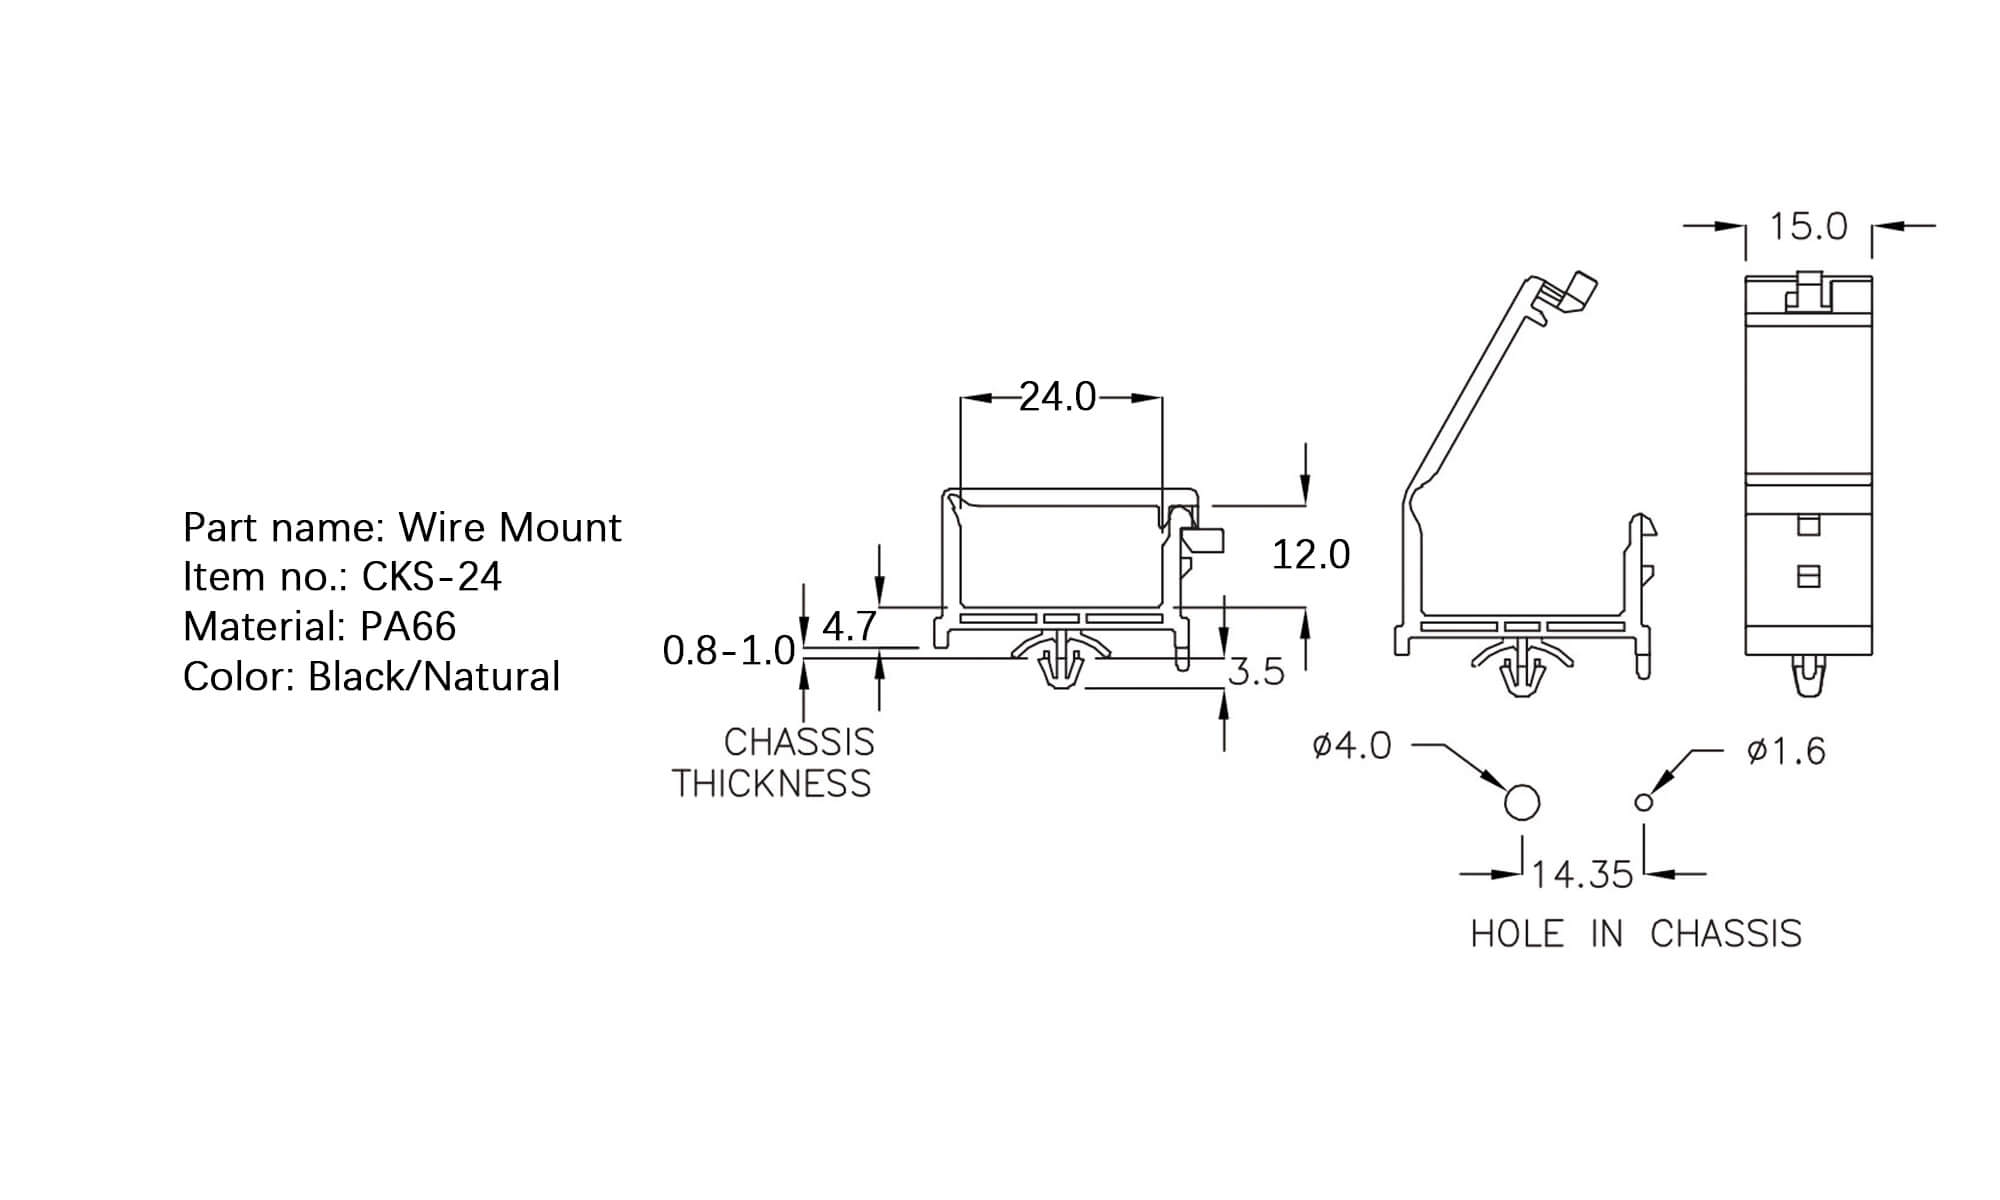 15.0
24.0
12.0
Part name: Wire Mount
Item no.: CKS-24
Material: PA66
Color: Black/Natural
4.7
0.8-1.0
3.5
CHASSIS
THICKNESS
ø4.0
ø1.6
14.35
HOLE IN CHASSIS